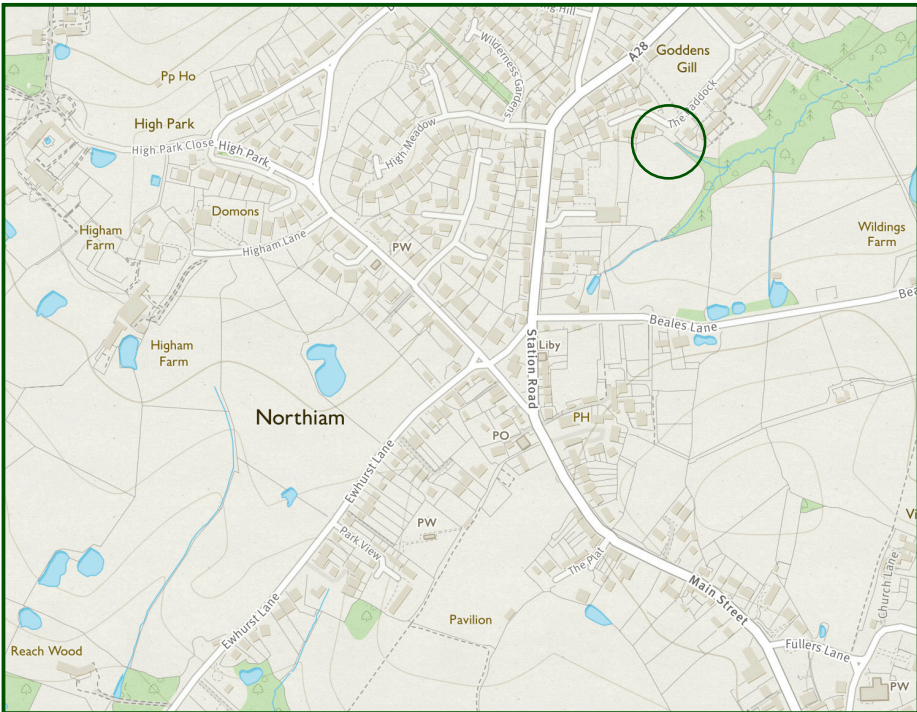 Goddens
Gill
A28
Pp Ho
Wilderness Gardens
High Park
The Paddock
High Park Close
High Park
High Meadow
Domons
Higham
Farm
Higham Lane
PW
Wildings
Farm
Beales Lane
Station Road
Liby
Higham
Farm
Northiam
PH
PO
Ewhurst Lane
PW
Park View
The Plat
Main Street
Church Lane
Pavilion
Ewhurst Lane
Fullers Lane
Reach Wood
PW